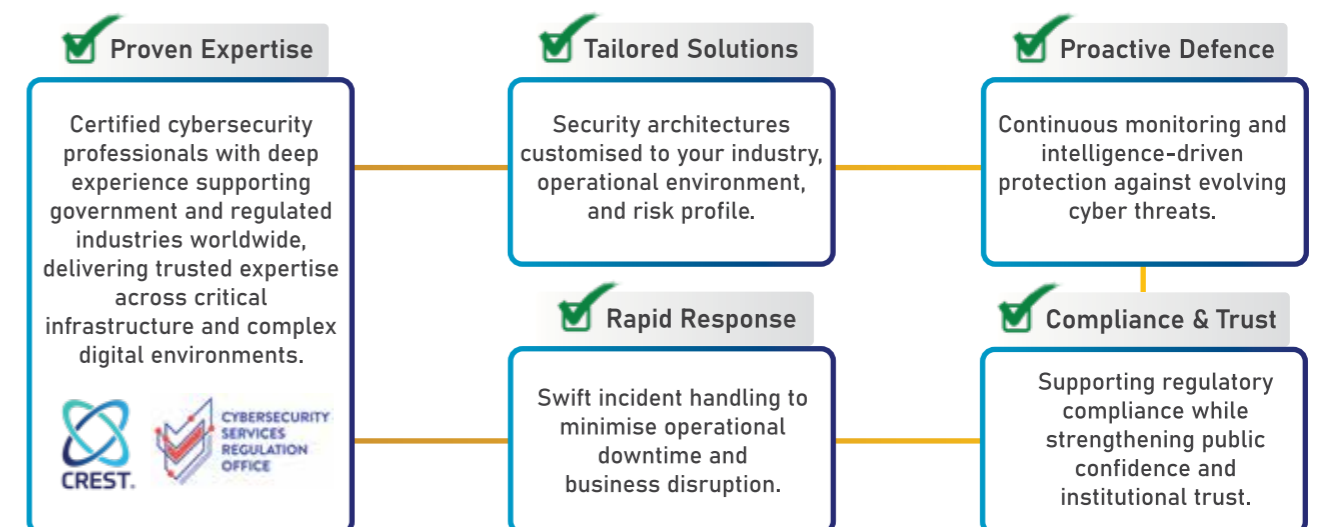 Proven Expertise
Certified cybersecurity
professionals with deep
experience supporting
government and regulated
industries worldwide,
delivering trusted expertise
across critical
infrastructure and complex
digital environments.
CREST.
CYBERSECURITY
SERVICES
REGULATION
OFFICE
Tailored Solutions
Security architectures
customised to your industry,
operational environment,
and risk profile.
Proactive Defence
Continuous monitoring and
intelligence-driven
protection against evolving
cyber threats.
Rapid Response
Swift incident handling to
minimise operational
downtime and
business disruption.
Compliance & Trust
Supporting regulatory
compliance while
strengthening public
confidence and
institutional trust.